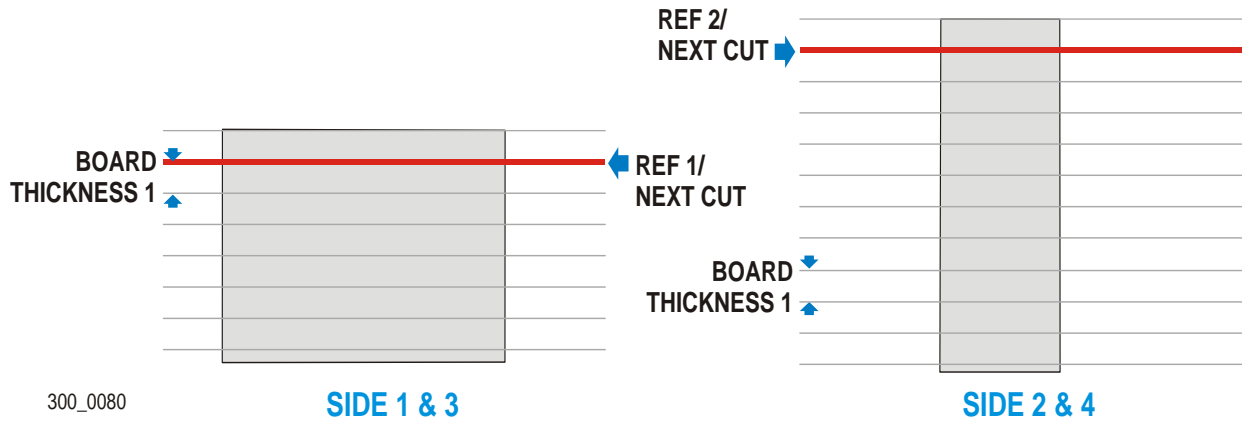 BOARD
THICKNESS 1
REF 1/
NEXT CUT
300_0080
SIDE 1 & 3
REF 2/
NEXT CUT
BOARD
THICKNESS 1
SIDE 2 & 4